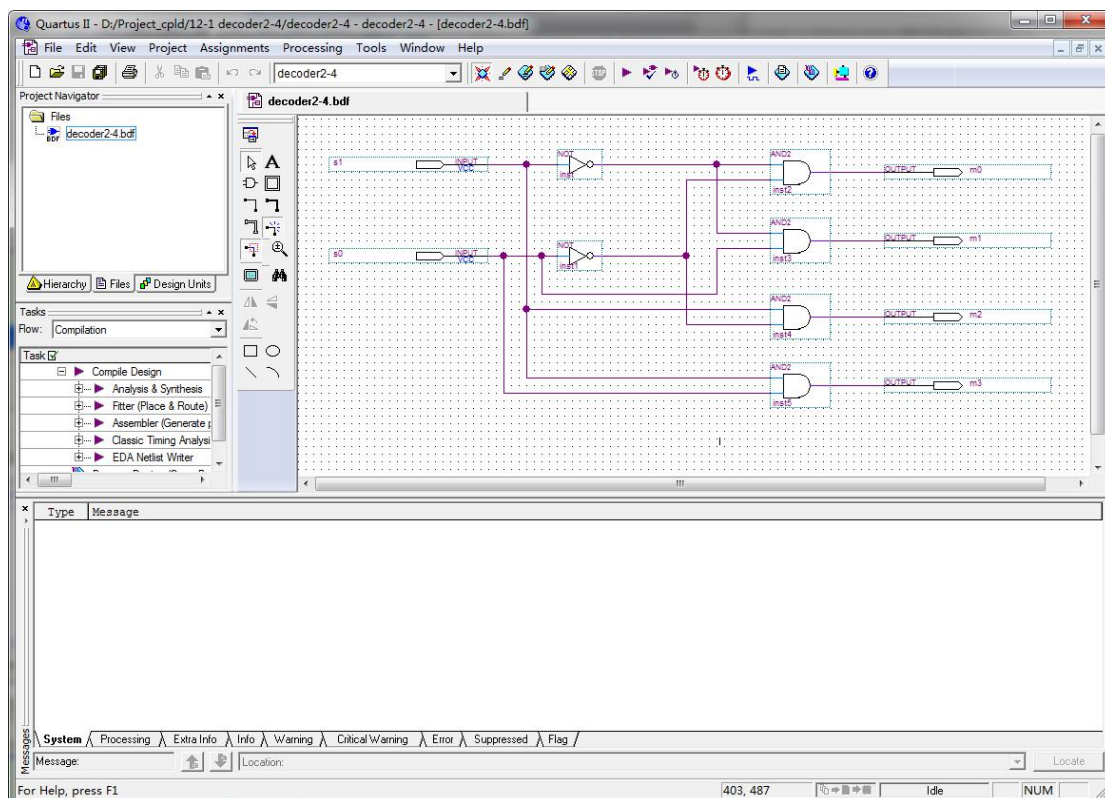 Quartus II - D:/Project_cpld/12-1 decoder2-4/decoder2-4 - decoder2-4 - [decoder2-4.bdf]
File Edit View Project Assignments Processing Tools Window Help
decoder2-4
Project Navigator
Files
BDF decoder2-4.bdf
Hierarchy Files Design Units
Tasks
Flow: Compilation
Task
Compile Design
Analysis & Synthesis
Fitter (Place & Route)
Assembler (Generate p
Classic Timing Analysi
EDA Netlist Writer
decoder2-4.bdf
A
s1 INPUT
VCC
NOT
inst
AND2
inst2
OUTPUT m0
s0 INPUT
VCC
NOT
inst1
AND2
inst3
OUTPUT m1
AND2
inst4
OUTPUT m2
AND2
inst5
OUTPUT m3
Type Message
Messages
System Processing Extra Info Info Warning Critical Warning Error Suppressed Flag
Message: Location: Locate
For Help, press F1 403, 487 Idle NUM